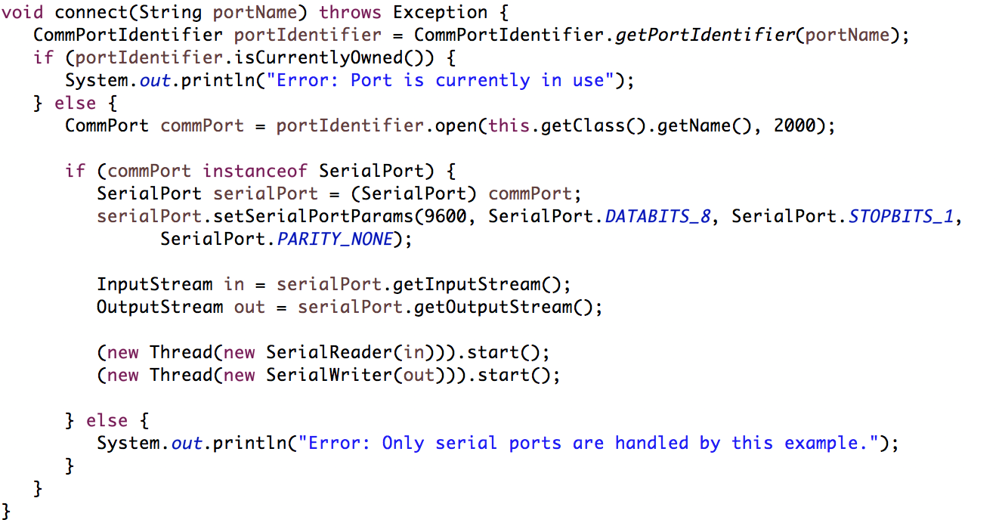 void connect(String portName) throws Exception {
   CommPortIdentifier portIdentifier = CommPortIdentifier.getPortIdentifier(portName);
   if (portIdentifier.isCurrentlyOwned()) {
      System.out.println("Error: Port is currently in use");
   } else {
      CommPort commPort = portIdentifier.open(this.getClass().getName(), 2000);

      if (commPort instanceof SerialPort) {
         SerialPort serialPort = (SerialPort) commPort;
         serialPort.setSerialPortParams(9600, SerialPort.DATABITS_8, SerialPort.STOPBITS_1,
               SerialPort.PARITY_NONE);

         InputStream in = serialPort.getInputStream();
         OutputStream out = serialPort.getOutputStream();

         (new Thread(new SerialReader(in))).start();
         (new Thread(new SerialWriter(out))).start();

      } else {
         System.out.println("Error: Only serial ports are handled by this example.");
      }
   }
}